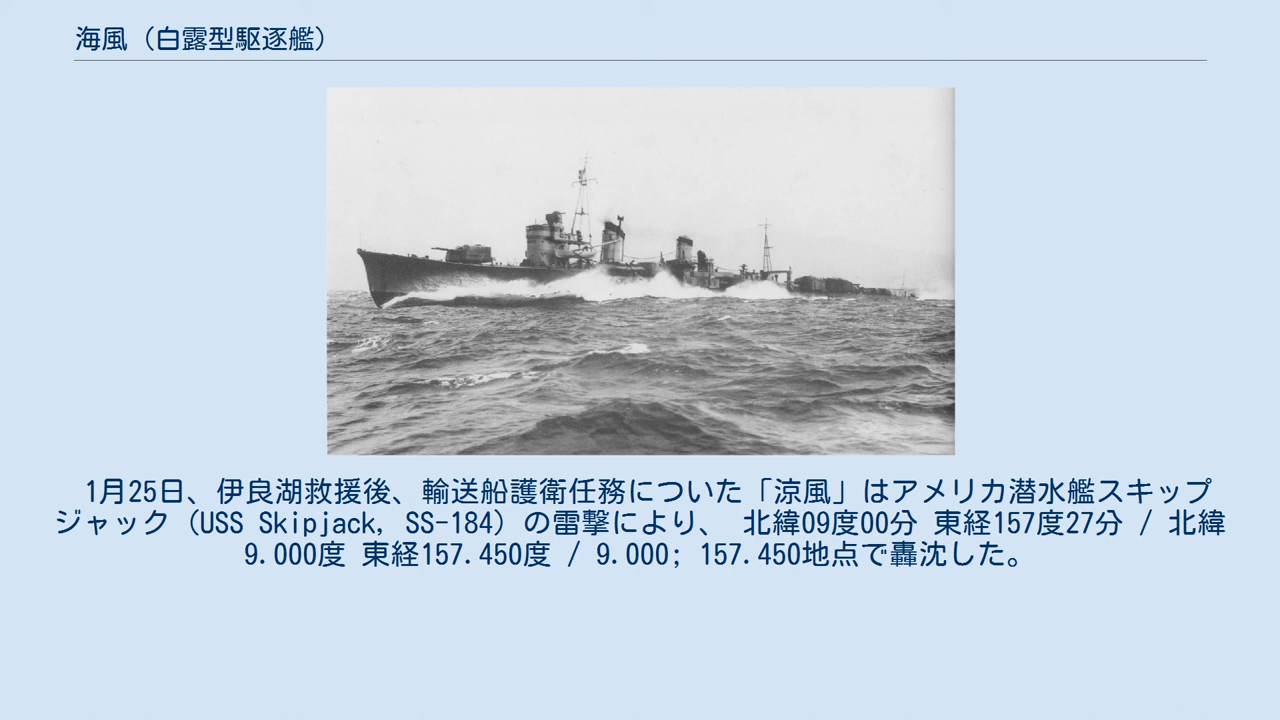 海風（白露型駆逐艦）
1月25日、伊良湖救援後、輸送船護衛任務についた「涼風」はアメリカ潜水艦スキップ
ジャック（USS Skipjack, SS-184）の雷撃により、 北緯09度00分 東経157度27分 / 北緯
9.000度 東経157.450度 / 9.000; 157.450地点で轟沈した。